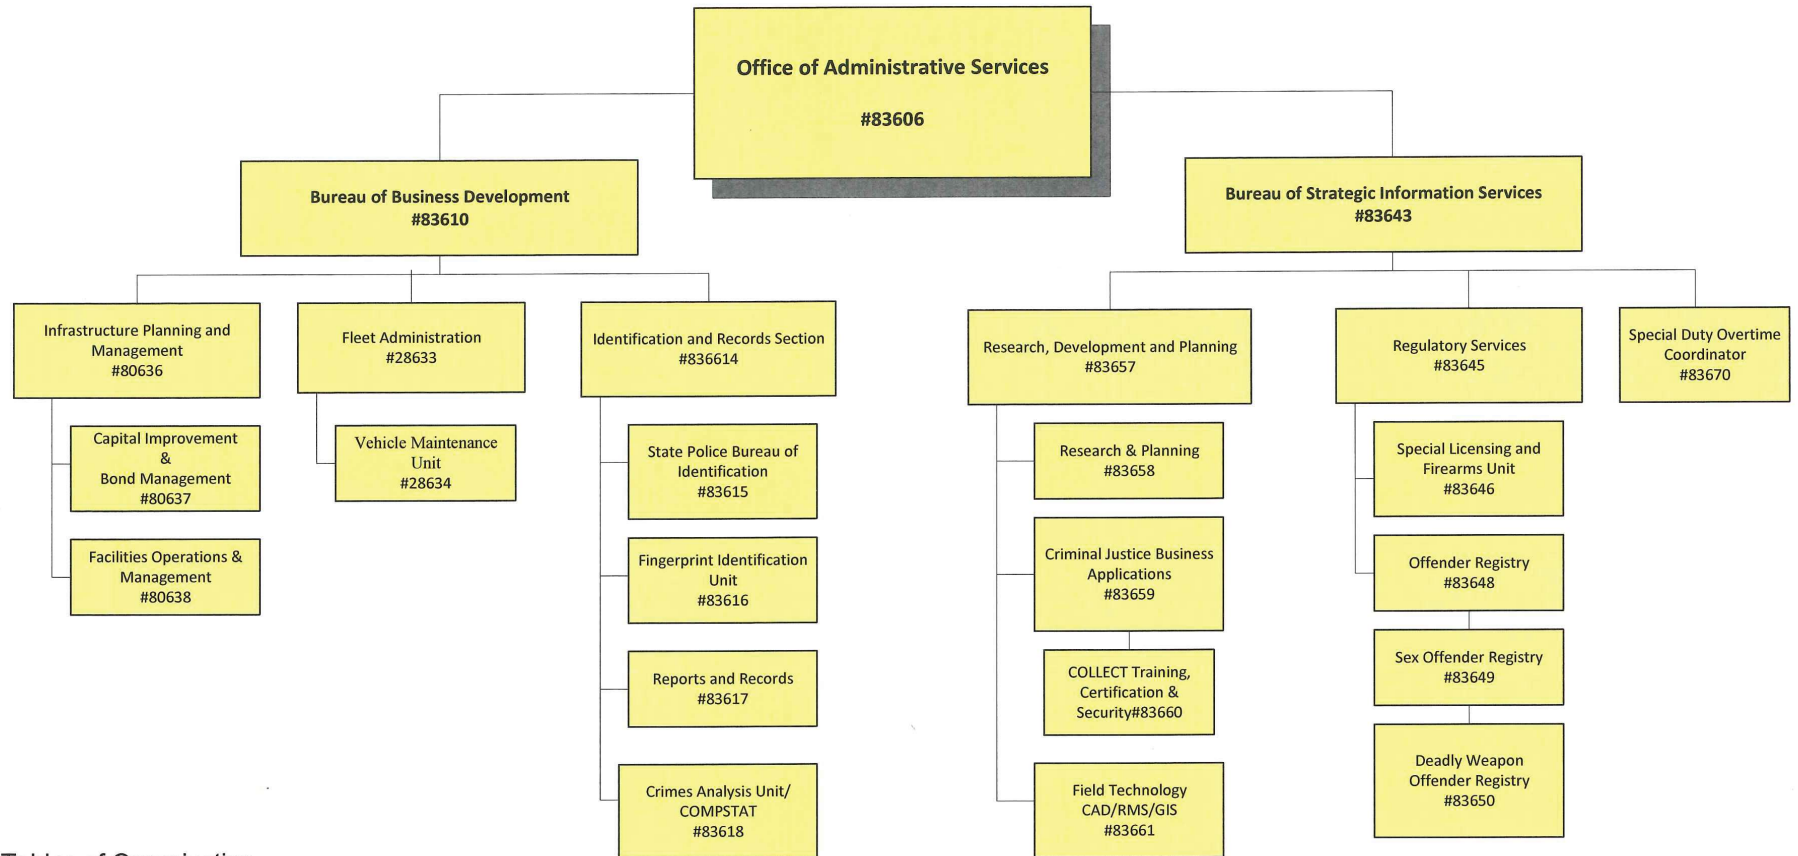 Office of Administrative Services
#83606
Bureau of Business Development
#83610
Bureau of Strategic Information Services
#83643
Infrastructure Planning and
Management
#80636
Fleet Administration
#28633
Identification and Records Section
#836614
Research, Development and Planning
#83657
Regulatory Services
#83645
Special Duty Overtime
Coordinator
#83670
Capital Improvement
&
Bond Management
#80637
Facilities Operations &
Management
#80638
Vehicle Maintenance
Unit
#28634
State Police Bureau of
Identification
#83615
Fingerprint Identification
Unit
#83616
Reports and Records
#83617
Crimes Analysis Unit/
COMPSTAT
#83618
Research & Planning
#83658
Criminal Justice Business
Applications
#83659
COLLECT Training,
Certification &
Security#83660
Field Technology
CAD/RMS/GIS
#83661
Special Licensing and
Firearms Unit
#83646
Offender Registry
#83648
Sex Offender Registry
#83649
Deadly Weapon
Offender Registry
#83650